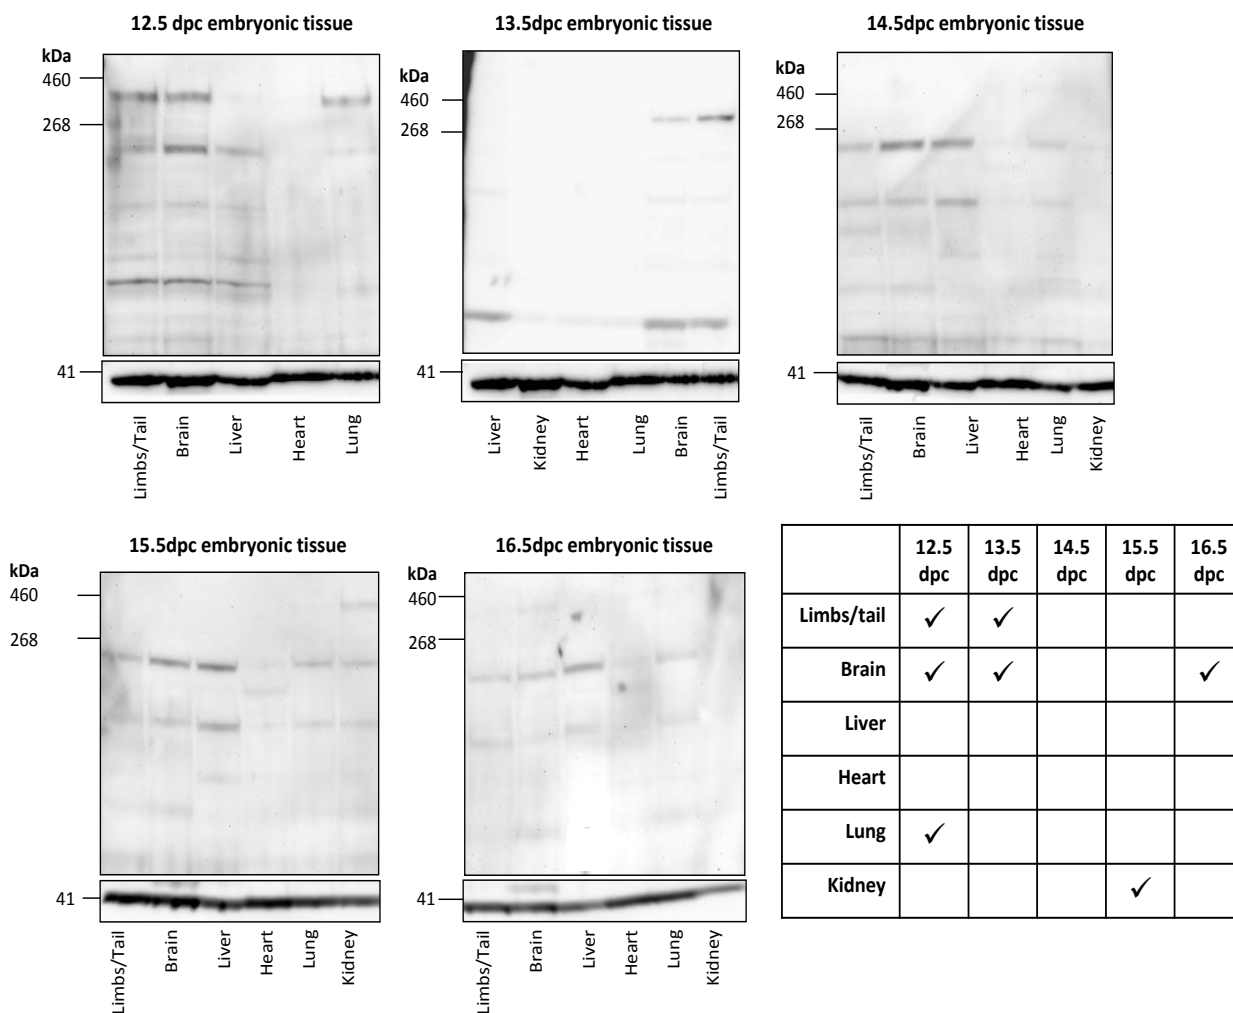 12.5 dpc embryonic tissue
kDa
460
268
41
Limbs/Tail
Brain
Liver
Heart
Lung
13.5dpc embryonic tissue
kDa
460
268
41
Liver
Kidney
Heart
Lung
Brain
Limbs/Tail
14.5dpc embryonic tissue
kDa
460
268
41
Limbs/Tail
Brain
Liver
Heart
Lung
Kidney
15.5dpc embryonic tissue
kDa
460
268
41
Limbs/Tail
Brain
Liver
Heart
Lung
Kidney
16.5dpc embryonic tissue
kDa
460
268
41
Limbs/Tail
Brain
Liver
Heart
Lung
Kidney
12.5 13.5 14.5 15.5 16.5
dpc dpc dpc dpc dpc
Limbs/tail ✓ ✓
Brain ✓ ✓ ✓
Liver
Heart
Lung ✓
Kidney ✓